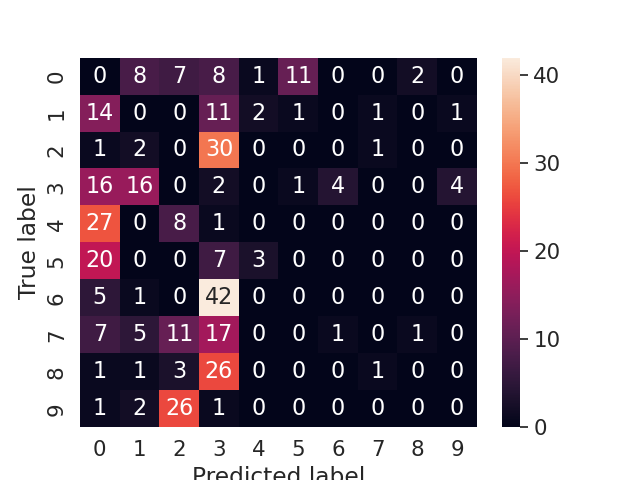 0 0 8 7 8 1 11 0 0 2 0
1 14 0 0 11 2 1 0 1 0 1
2 1 2 0 30 0 0 0 1 0 0
3 16 16 0 2 0 1 4 0 0 4
4 27 0 8 1 0 0 0 0 0 0
5 20 0 0 7 3 0 0 0 0 0
6 5 1 0 42 0 0 0 0 0 0
7 7 5 11 17 0 0 1 0 1 0
8 1 1 3 26 0 0 0 1 0 0
9 1 2 26 1 0 0 0 0 0 0
0 1 2 3 4 5 6 7 8 9
Predicted label
True label
40
30
20
10
0